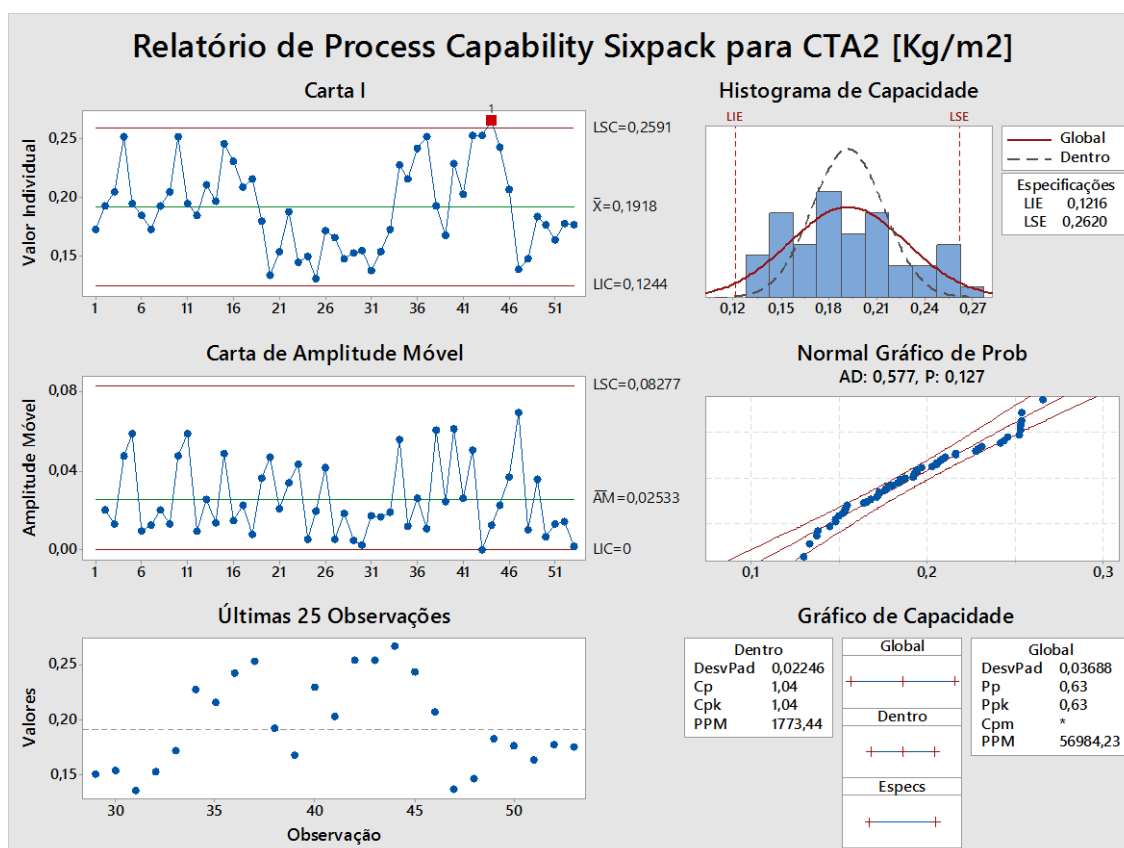 Relatório de Process Capability Sixpack para CTA2 [Kg/m2]
Carta I
Valor Individual
0,25
0,20
0,15
1
LSC=0,2591
X̄=0,1918
LIC=0,1244
1 6 11 16 21 26 31 36 41 46 51
Histograma de Capacidade
LIE LSE
Global
Dentro
Especificações
LIE 0,1216
LSE 0,2620
0,12 0,15 0,18 0,21 0,24 0,27
Carta de Amplitude Móvel
Amplitude Móvel
0,08
0,04
0,00
LSC=0,08277
A̅M̅=0,02533
LIC=0
1 6 11 16 21 26 31 36 41 46 51
Normal Gráfico de Prob
AD: 0,577, P: 0,127
0,1 0,2 0,3
Últimas 25 Observações
Valores
0,25
0,20
0,15
30 35 40 45 50
Observação
Gráfico de Capacidade
Dentro
DesvPad 0,02246
Cp 1,04
Cpk 1,04
PPM 1773,44
Global
Dentro
Especs
Global
DesvPad 0,03688
Pp 0,63
Ppk 0,63
Cpm *
PPM 56984,23